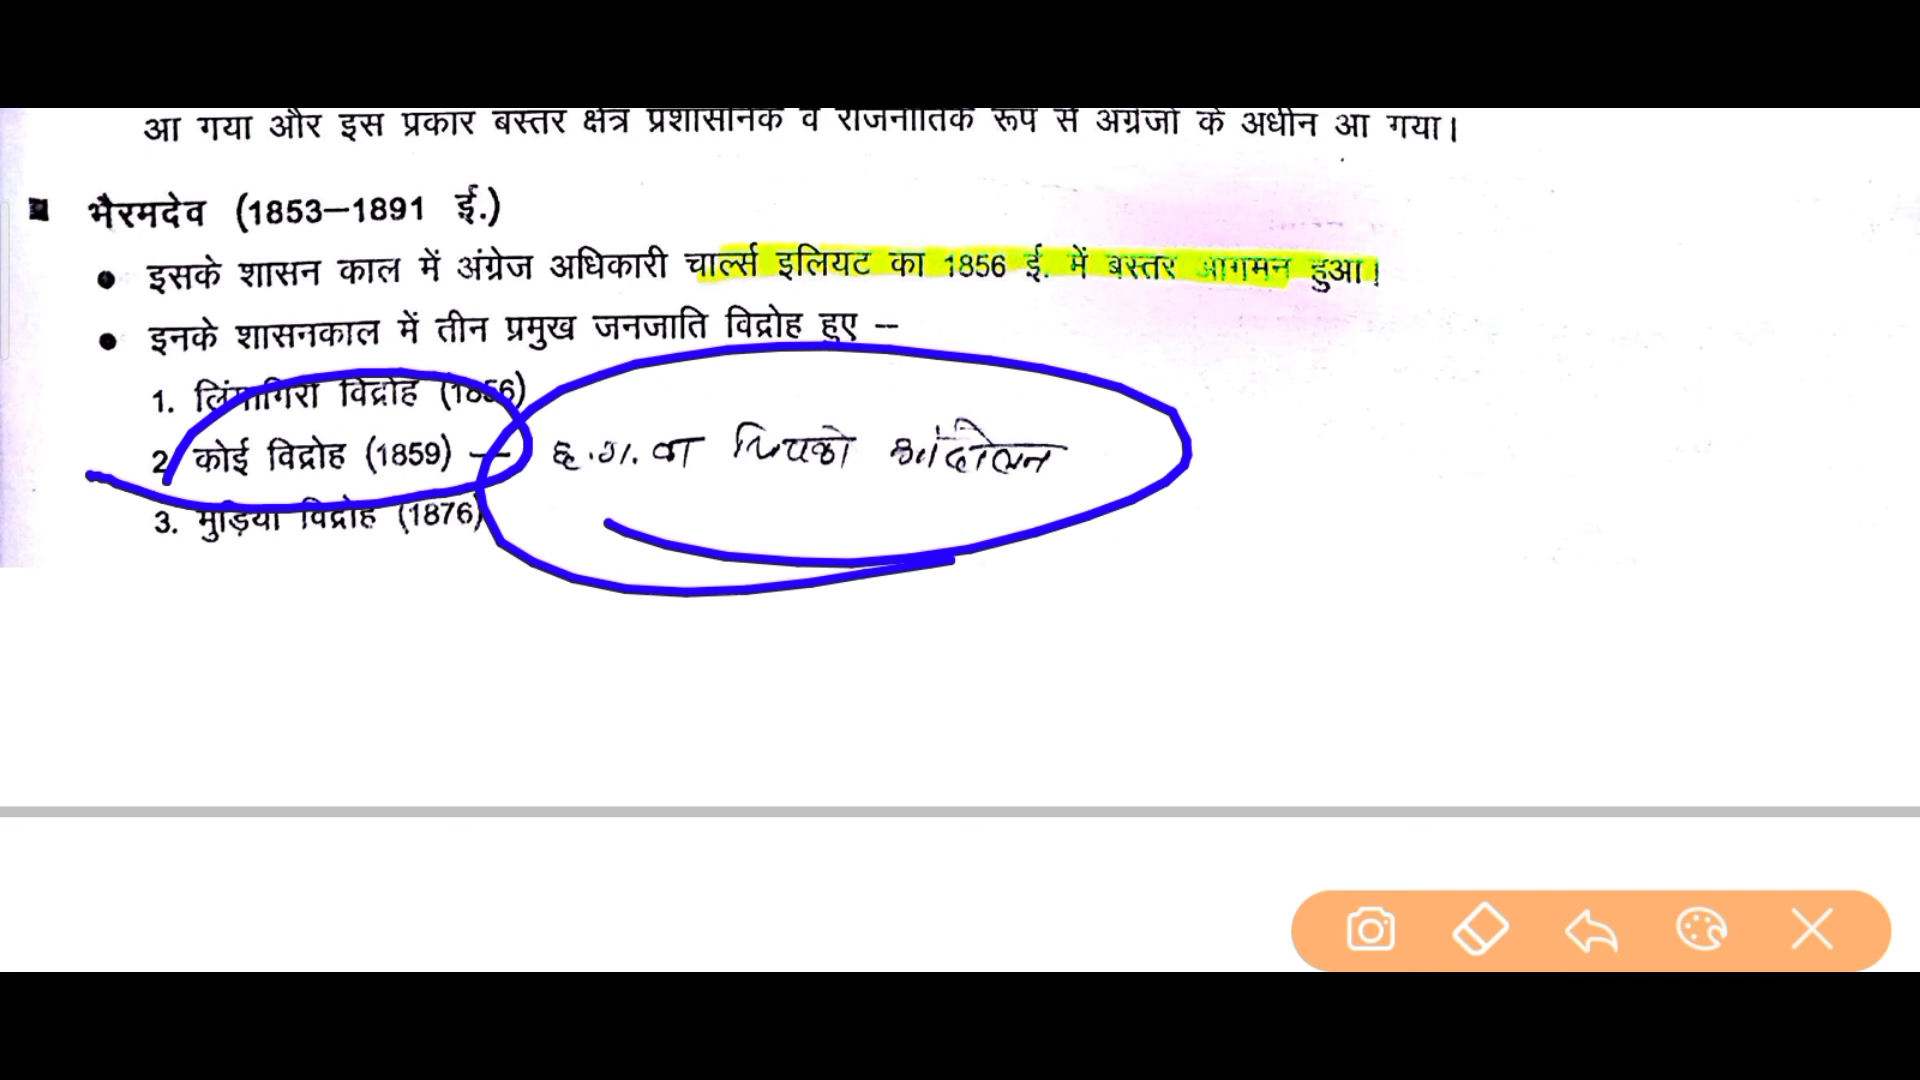 आ गया और इस प्रकार बस्तर क्षेत्र प्रशासनिक व राजनीतिक रूप से अंग्रेजों के अधीन आ गया।
भैरमदेव (1853–1891 ई.)
• इसके शासन काल में अंग्रेज अधिकारी चार्ल्स इलियट का 1856 ई. में बस्तर आगमन हुआ।
• इनके शासनकाल में तीन प्रमुख जनजाति विद्रोह हुए –
1. लिंगागिरी विद्रोह (1856)
2. कोई विद्रोह (1859) — छ.ग. का चिपको आंदोलन
3. मुड़िया विद्रोह (1876)